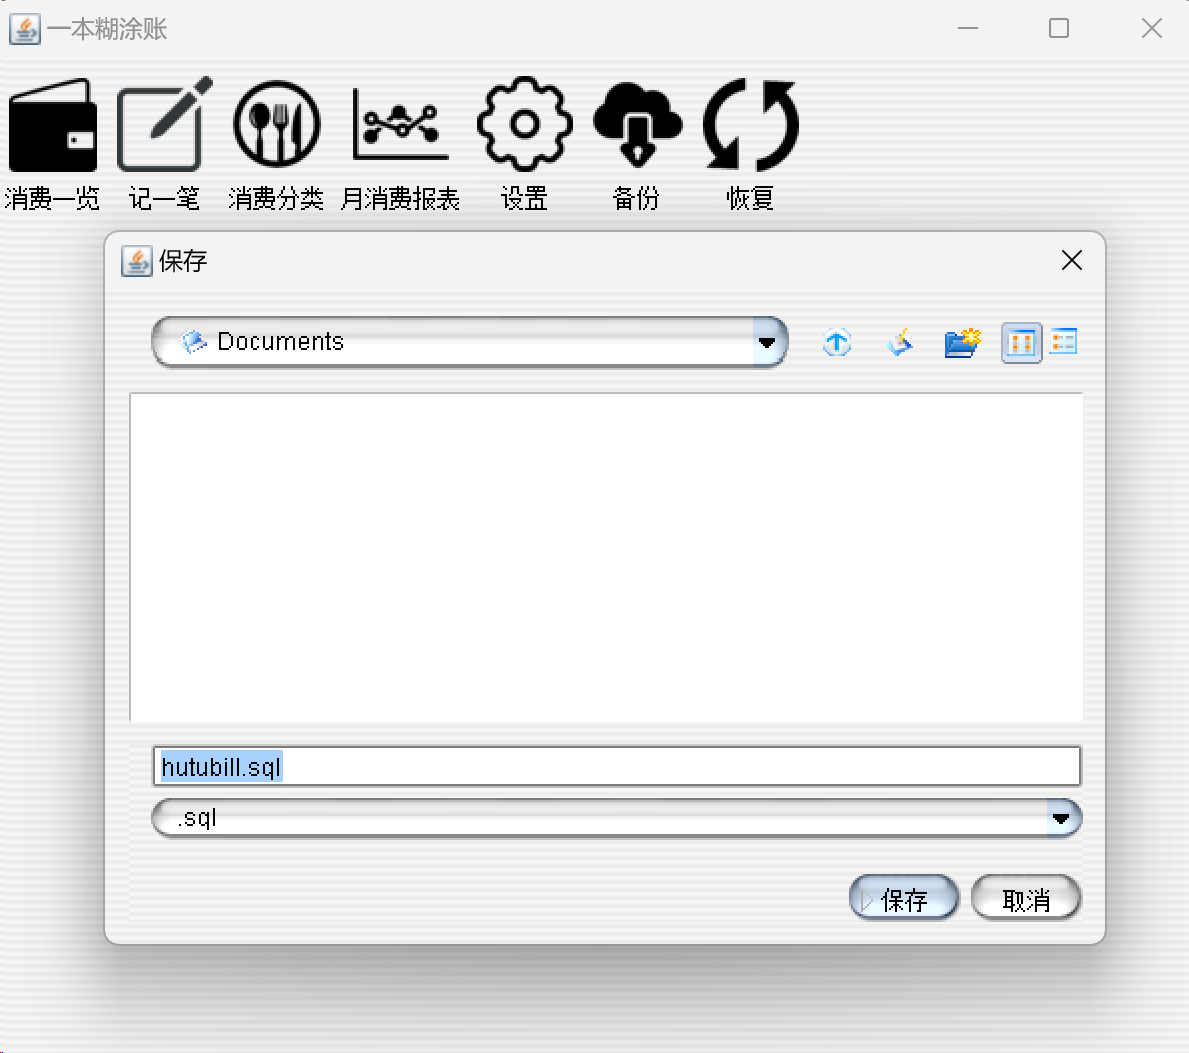 一本糊涂账
消费一览 记一笔 消费分类 月消费报表 设置 备份 恢复
保存
Documents
hutubill.sql
.sql
保存 取消